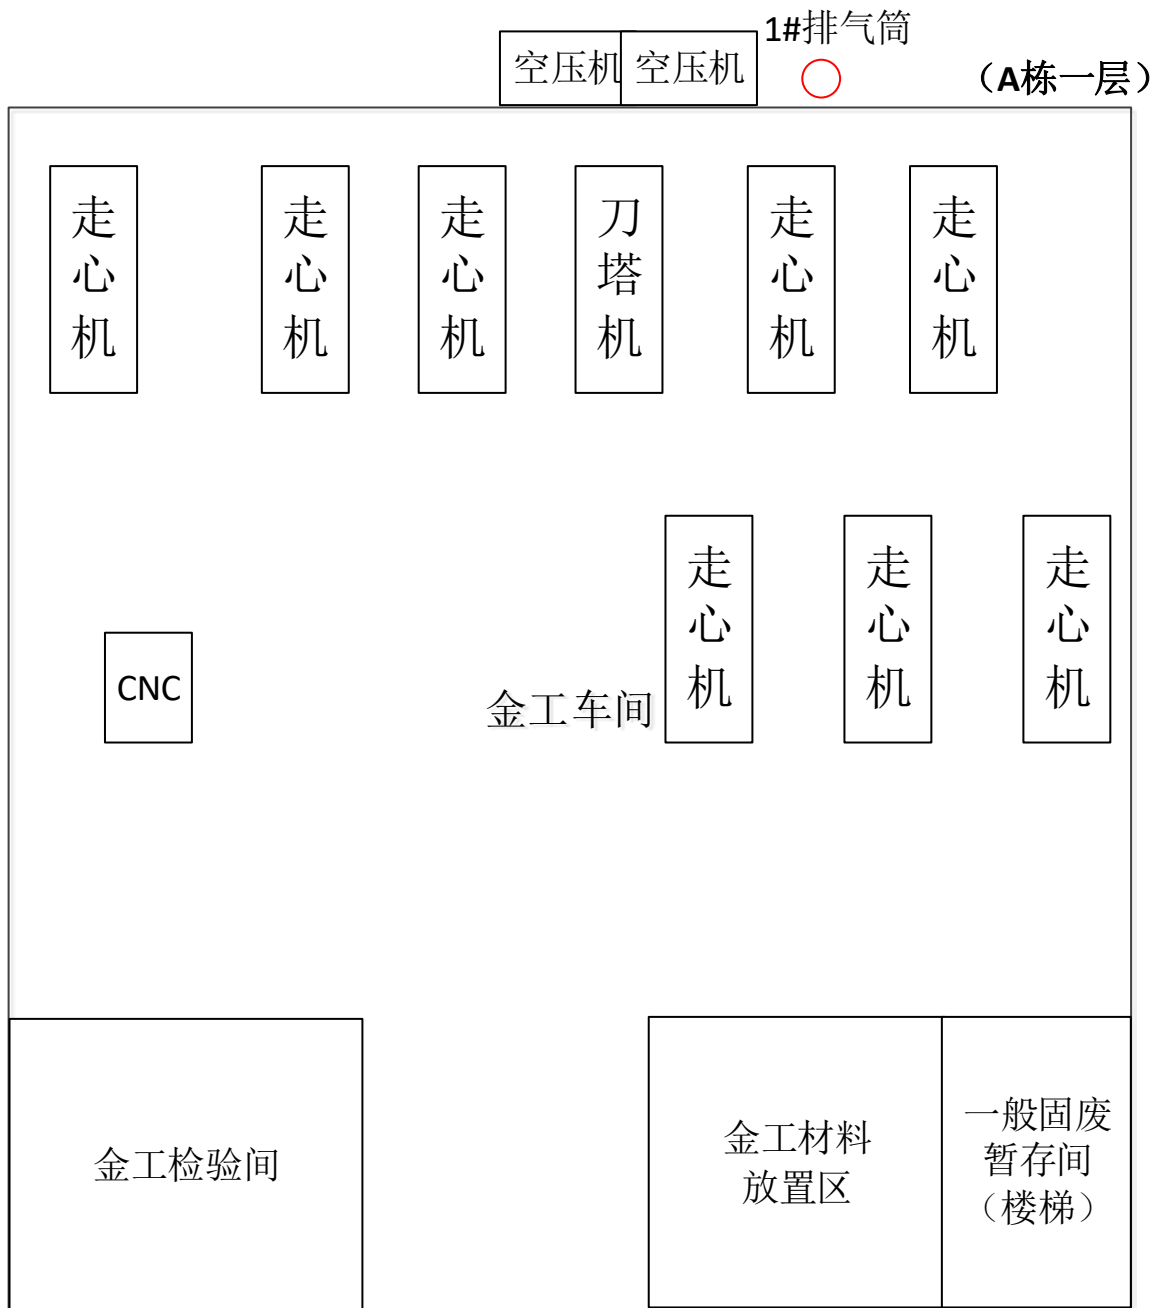 1#排气筒
空压机
空压机
（A栋一层）
走心机
走心机
走心机
刀塔机
走心机
走心机
走心机
走心机
走心机
CNC
金工车间
金工检验间
金工材料
放置区
一般固废
暂存间
（楼梯）